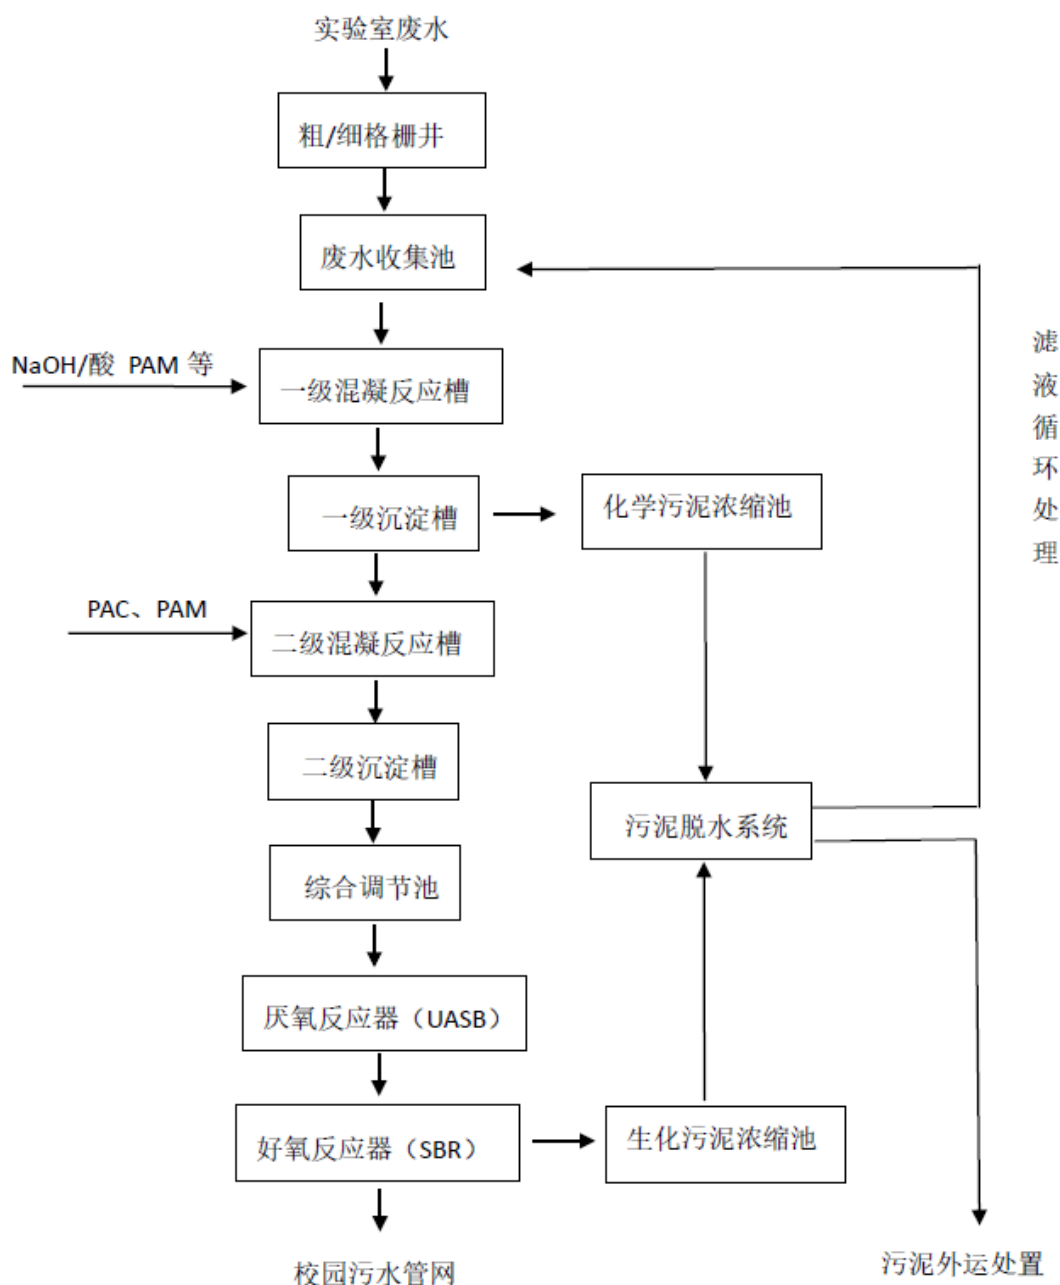 实验室废水
粗/细格栅井
废水收集池
NaOH/酸 PAM 等
一级混凝反应槽
一级沉淀槽
化学污泥浓缩池
PAC、PAM
二级混凝反应槽
二级沉淀槽
污泥脱水系统
综合调节池
厌氧反应器（UASB）
好氧反应器（SBR）
生化污泥浓缩池
校园污水管网
污泥外运处置
滤
液
循
环
处
理